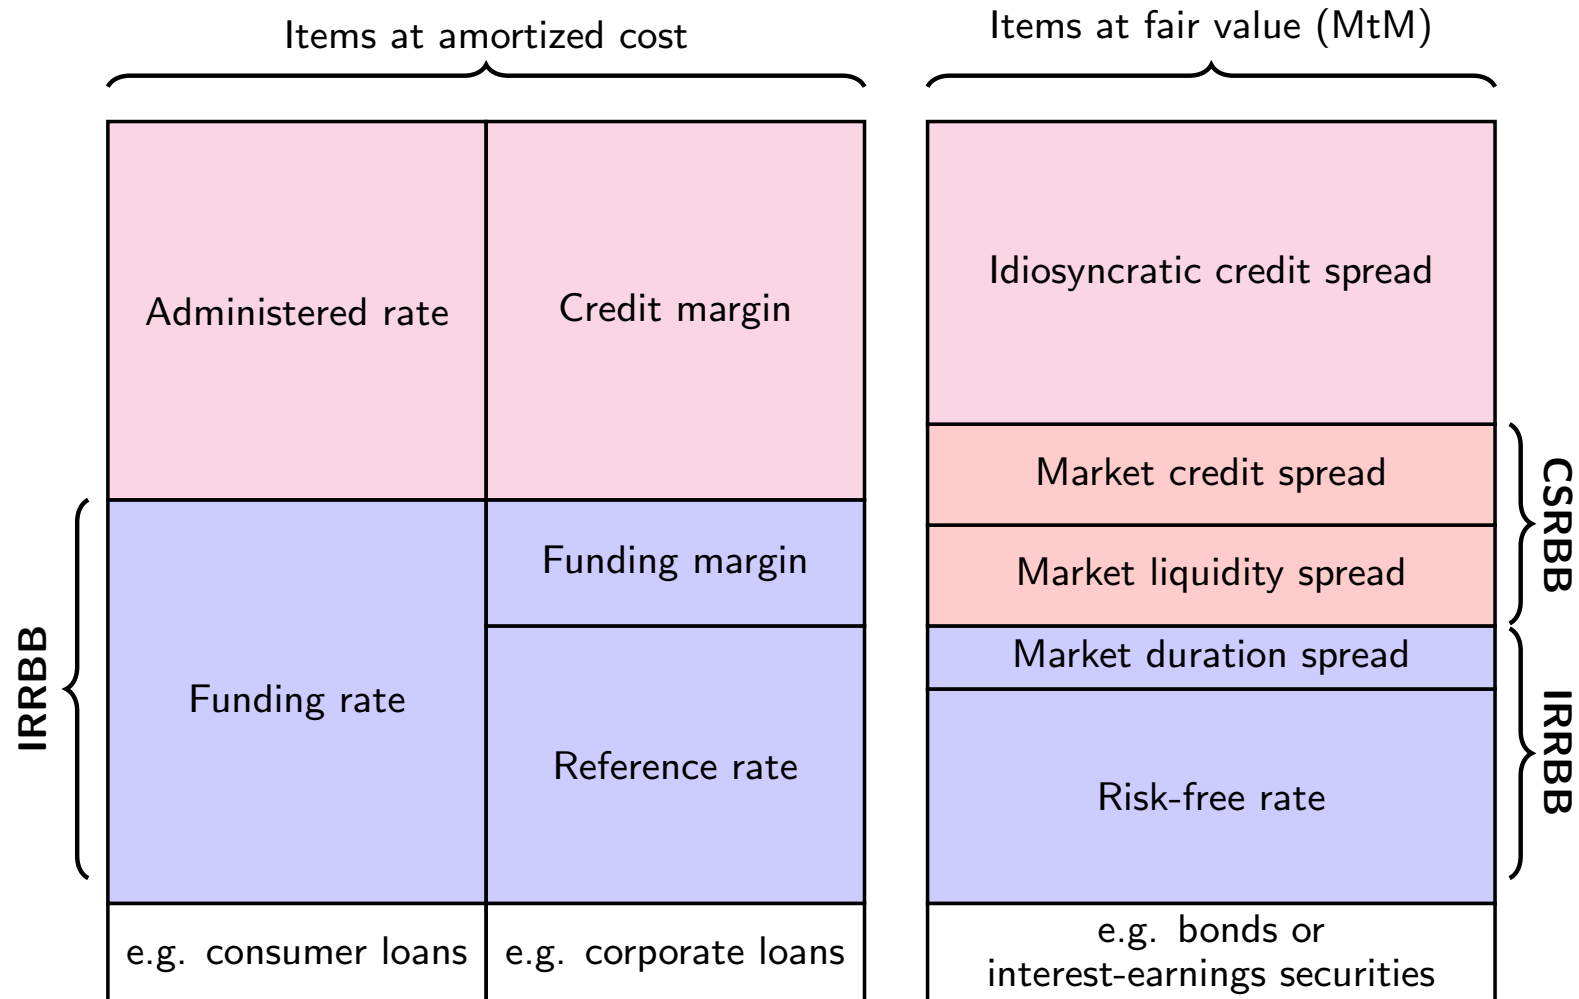 Items at amortized cost
Items at fair value (MtM)
Administered rate
Credit margin
Idiosyncratic credit spread
Market credit spread
Market liquidity spread
CSRBB
Funding margin
Funding rate
Reference rate
IRRBB
Market duration spread
Risk-free rate
IRRBB
e.g. consumer loans
e.g. corporate loans
e.g. bonds or
interest-earnings securities